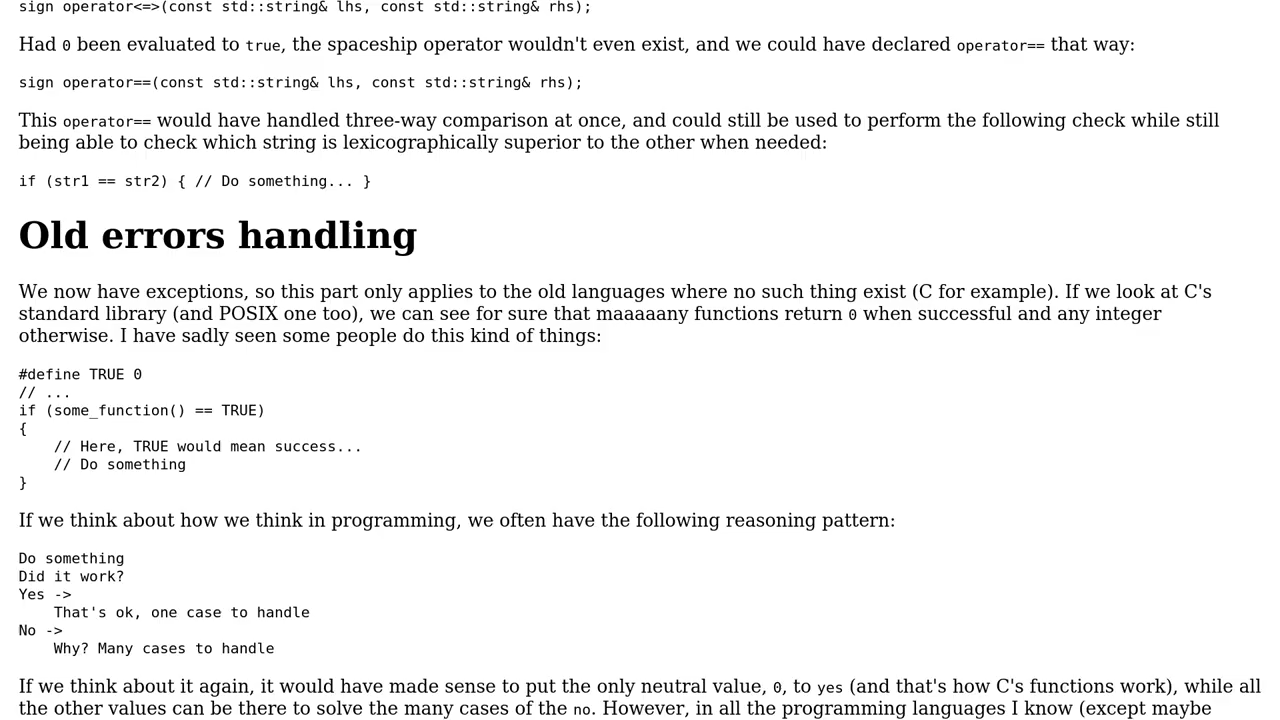 sign operator<=>(const std::string& lhs, const std::string& rhs);
Had 0 been evaluated to true, the spaceship operator wouldn't even exist, and we could have declared operator== that way:
sign operator==(const std::string& lhs, const std::string& rhs);
This operator== would have handled three-way comparison at once, and could still be used to perform the following check while still
being able to check which string is lexicographically superior to the other when needed:
if (str1 == str2) { // Do something... }
Old errors handling
We now have exceptions, so this part only applies to the old languages where no such thing exist (C for example). If we look at C's
standard library (and POSIX one too), we can see for sure that maaaaany functions return 0 when successful and any integer
otherwise. I have sadly seen some people do this kind of things:
#define TRUE 0
// ...
if (some_function() == TRUE)
{
    // Here, TRUE would mean success...
    // Do something
}
If we think about how we think in programming, we often have the following reasoning pattern:
Do something
Did it work?
Yes ->
    That's ok, one case to handle
No ->
    Why? Many cases to handle
If we think about it again, it would have made sense to put the only neutral value, 0, to yes (and that's how C's functions work), while all
the other values can be there to solve the many cases of the no. However, in all the programming languages I know (except maybe